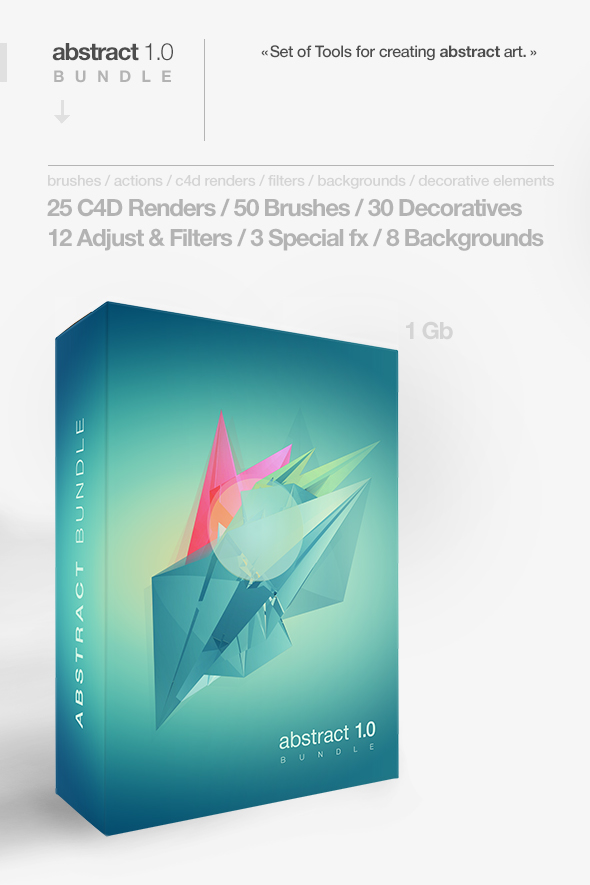 abstract 1.0
BUNDLE
«Set of Tools for creating abstract art. »
brushes / actions / c4d renders / filters / backgrounds / decorative elements
25 C4D Renders / 50 Brushes / 30 Decoratives
12 Adjust & Filters / 3 Special fx / 8 Backgrounds
1 Gb
ABSTRACT BUNDLE
abstract 1.0
BUNDLE